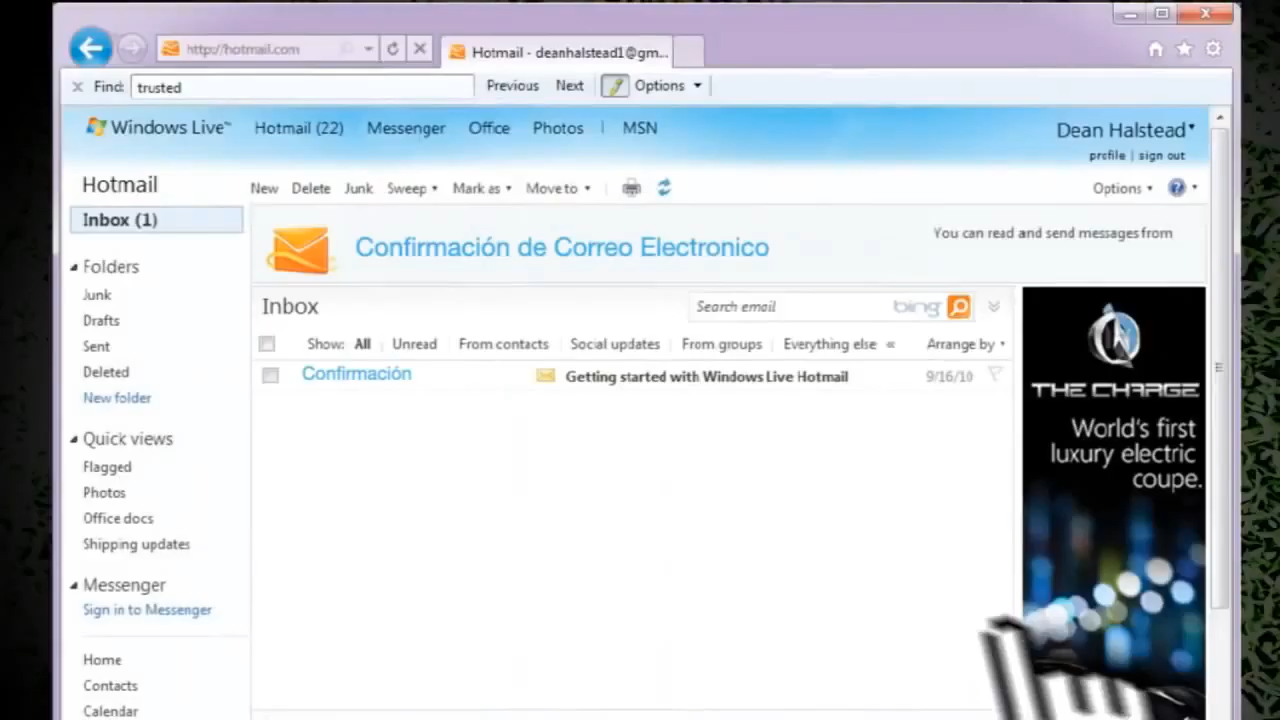 http://hotmail.com
Hotmail - deanhalstead1@gm...
Find: trusted Previous Next Options
Windows Live™ Hotmail (22) Messenger Office Photos MSN
Dean Halstead
profile | sign out
Hotmail
New Delete Junk Sweep Mark as Move to Options
Inbox (1)
Confirmación de Correo Electronico
You can read and send messages from
Inbox
Search email bing
Show: All Unread From contacts Social updates From groups Everything else « Arrange by
Confirmación Getting started with Windows Live Hotmail 9/16/10
Folders
Junk
Drafts
Sent
Deleted
New folder
Quick views
Flagged
Photos
Office docs
Shipping updates
Messenger
Sign in to Messenger
Home
Contacts
Calendar
THE CHARGE
World's first
luxury electric
coupe.